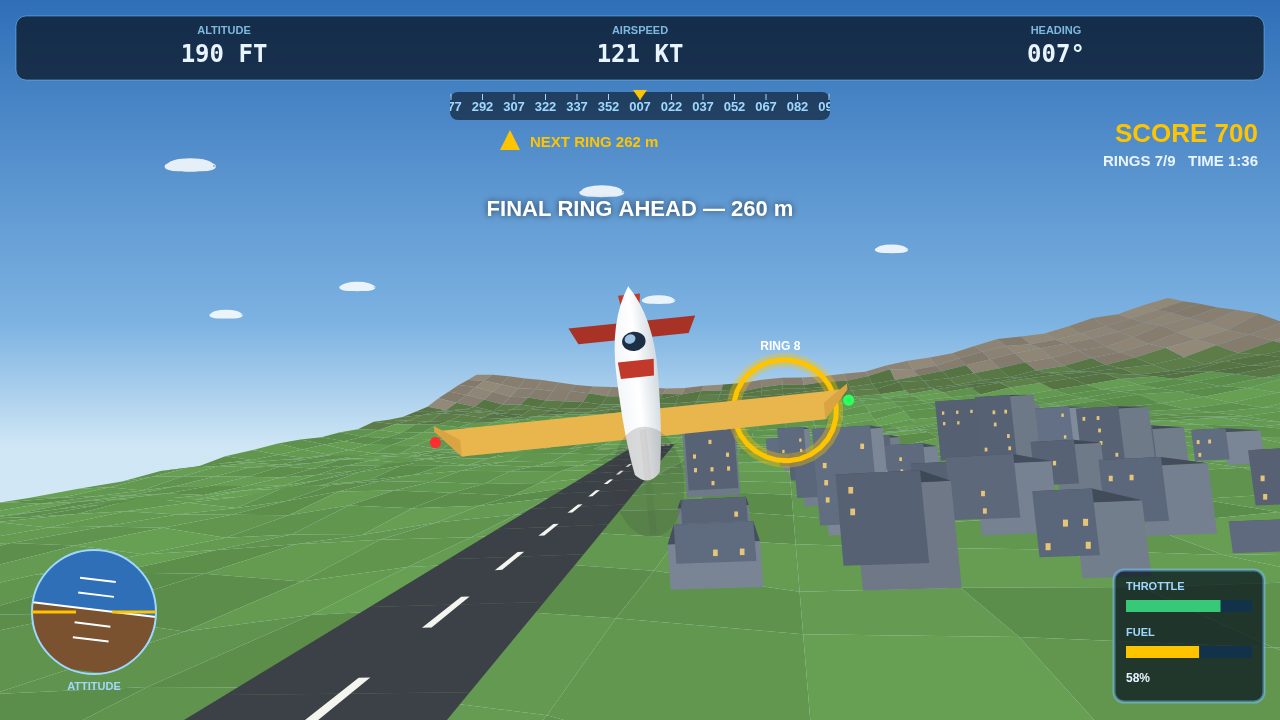 ALTITUDE AIRSPEED HEADING
190 FT 121 KT 007°
292 307 322 337 352 007 022 037 052 067 082
NEXT RING 262 m
SCORE 700
RINGS 7/9 TIME 1:36
FINAL RING AHEAD — 260 m
RING 8
ATTITUDE
THROTTLE
FUEL
58%